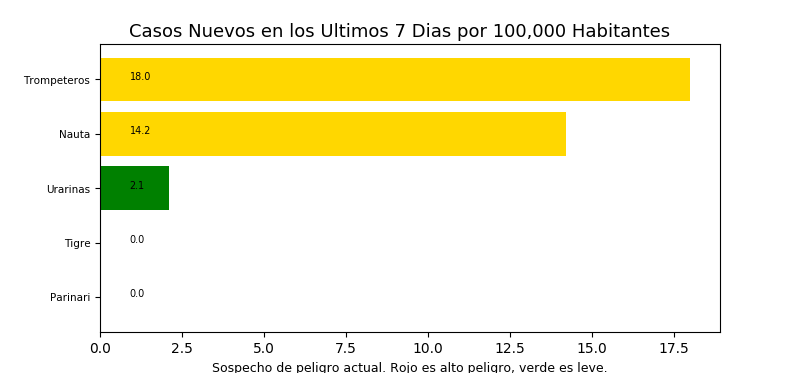 Casos Nuevos en los Ultimos 7 Dias por 100,000 Habitantes
Trompeteros 18.0
Nauta 14.2
Urarinas 2.1
Tigre 0.0
Parinari 0.0
0.0 2.5 5.0 7.5 10.0 12.5 15.0 17.5
Sospecho de peligro actual. Rojo es alto peligro, verde es leve.